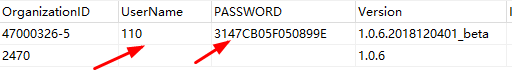 OrganizationID UserName PASSWORD Version
47000326-5 110 3147CB05F050899E 1.0.6.2018120401_beta
2470 1.0.6